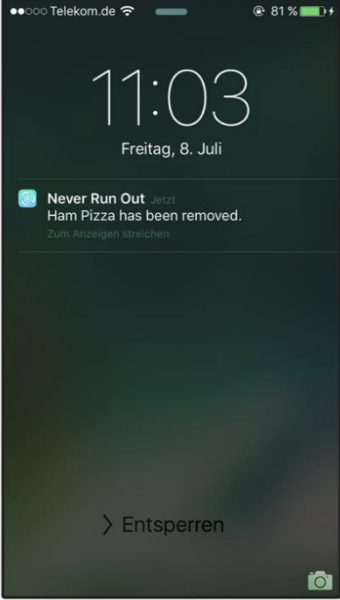 Telekom.de 81 %
11:03
Freitag, 8. Juli
Never Run Out Jetzt
Ham Pizza has been removed.
Zum Anzeigen streichen
Entsperren